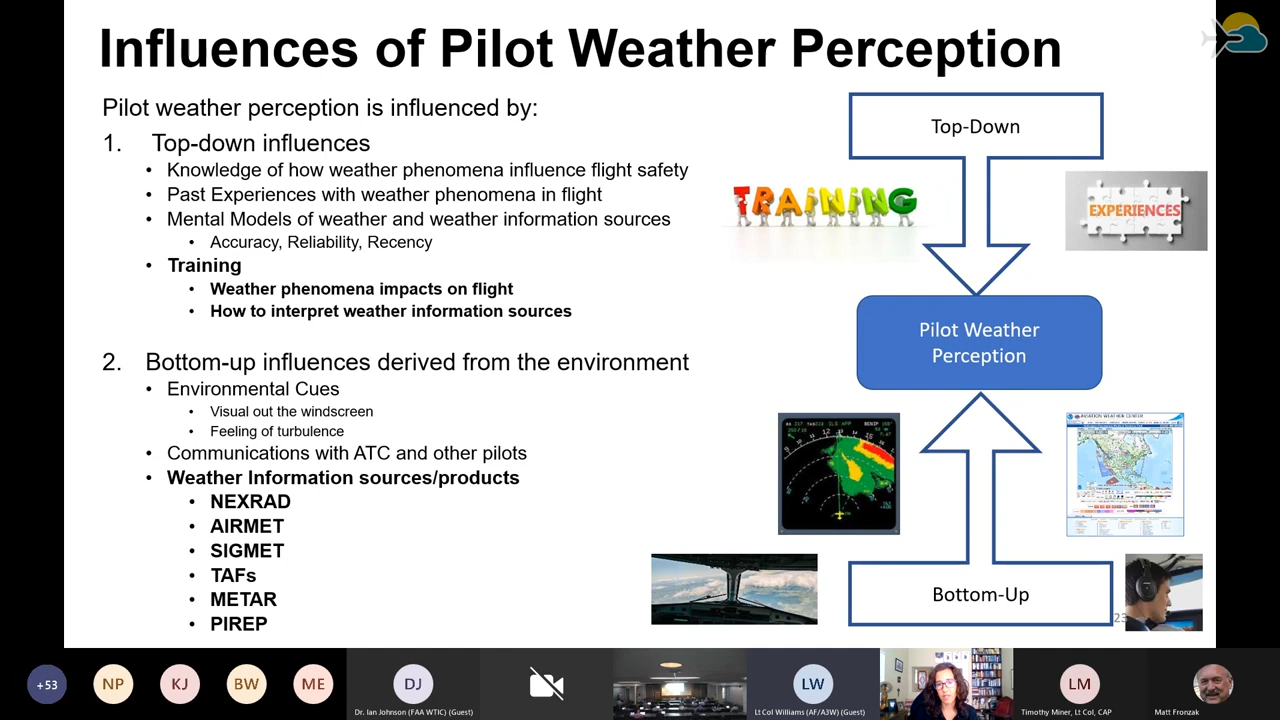 Influences of Pilot Weather Perception
Pilot weather perception is influenced by:
1. Top-down influences
• Knowledge of how weather phenomena influence flight safety
• Past Experiences with weather phenomena in flight
• Mental Models of weather and weather information sources
• Accuracy, Reliability, Recency
• Training
• Weather phenomena impacts on flight
• How to interpret weather information sources
2. Bottom-up influences derived from the environment
• Environmental Cues
• Visual out the windscreen
• Feeling of turbulence
• Communications with ATC and other pilots
• Weather Information sources/products
• NEXRAD
• AIRMET
• SIGMET
• TAFs
• METAR
• PIREP
Top-Down
TRAiNiNG
EXPERIENCES
Pilot Weather
Perception
AVIATION WEATHER CENTER
Bottom-Up
23
+53
NP
KJ
BW
ME
DJ
Dr. Ian Johnson (FAA WTIC) (Guest)
LW
Lt Col Williams (AF/A3W) (Guest)
LM
Timothy Miner, Lt Col, CAP
Matt Fronzak